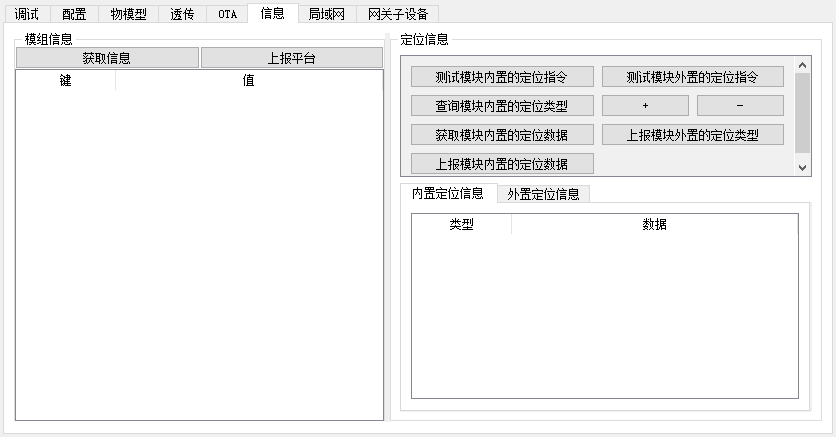 调试 配置 物模型 透传 OTA 信息 局域网 网关子设备
模组信息
获取信息 上报平台
键 值
定位信息
测试模块内置的定位指令 测试模块外置的定位指令
查询模块内置的定位类型 + -
获取模块内置的定位数据 上报模块外置的定位类型
上报模块内置的定位数据
内置定位信息 外置定位信息
类型 数据